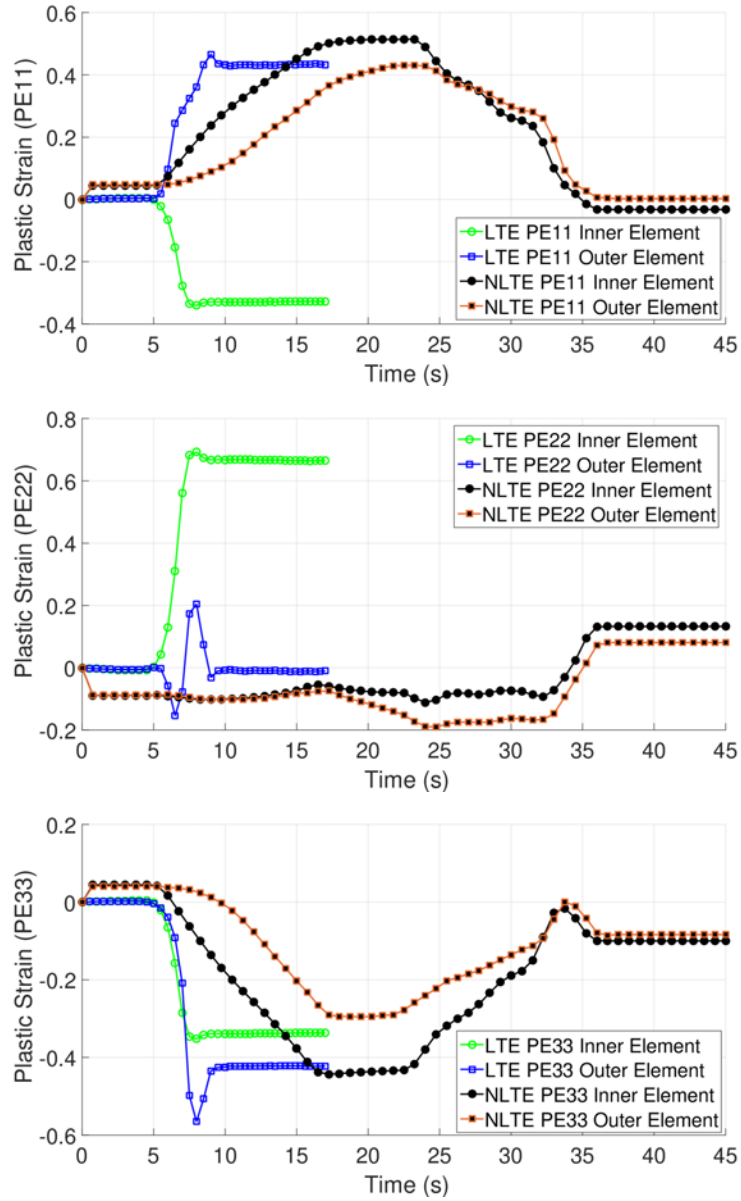 0.6
0.4
0.2
0
-0.2
-0.4
Plastic Strain (PE11)
LTE PE11 Inner Element
LTE PE11 Outer Element
NLTE PE11 Inner Element
NLTE PE11 Outer Element
0 5 10 15 20 25 30 35 40 45
Time (s)
0.8
0.6
0.4
0.2
0
-0.2
Plastic Strain (PE22)
LTE PE22 Inner Element
LTE PE22 Outer Element
NLTE PE22 Inner Element
NLTE PE22 Outer Element
0 5 10 15 20 25 30 35 40 45
Time (s)
0.2
0
-0.2
-0.4
-0.6
Plastic Strain (PE33)
LTE PE33 Inner Element
LTE PE33 Outer Element
NLTE PE33 Inner Element
NLTE PE33 Outer Element
0 5 10 15 20 25 30 35 40 45
Time (s)